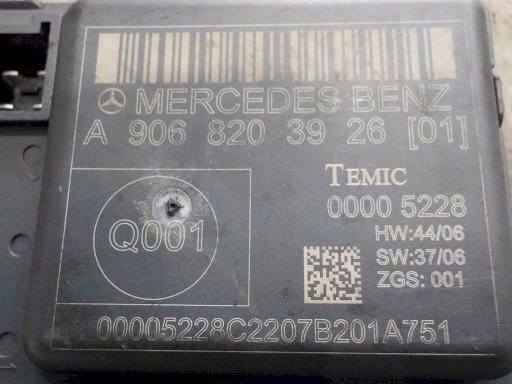 MERCEDES-BENZ
A 906 820 39 26 [01]
TEMIC
0000 5228
HW:44/06
SW:37/06
ZGS: 001
Q001
00005228C2207B201A751